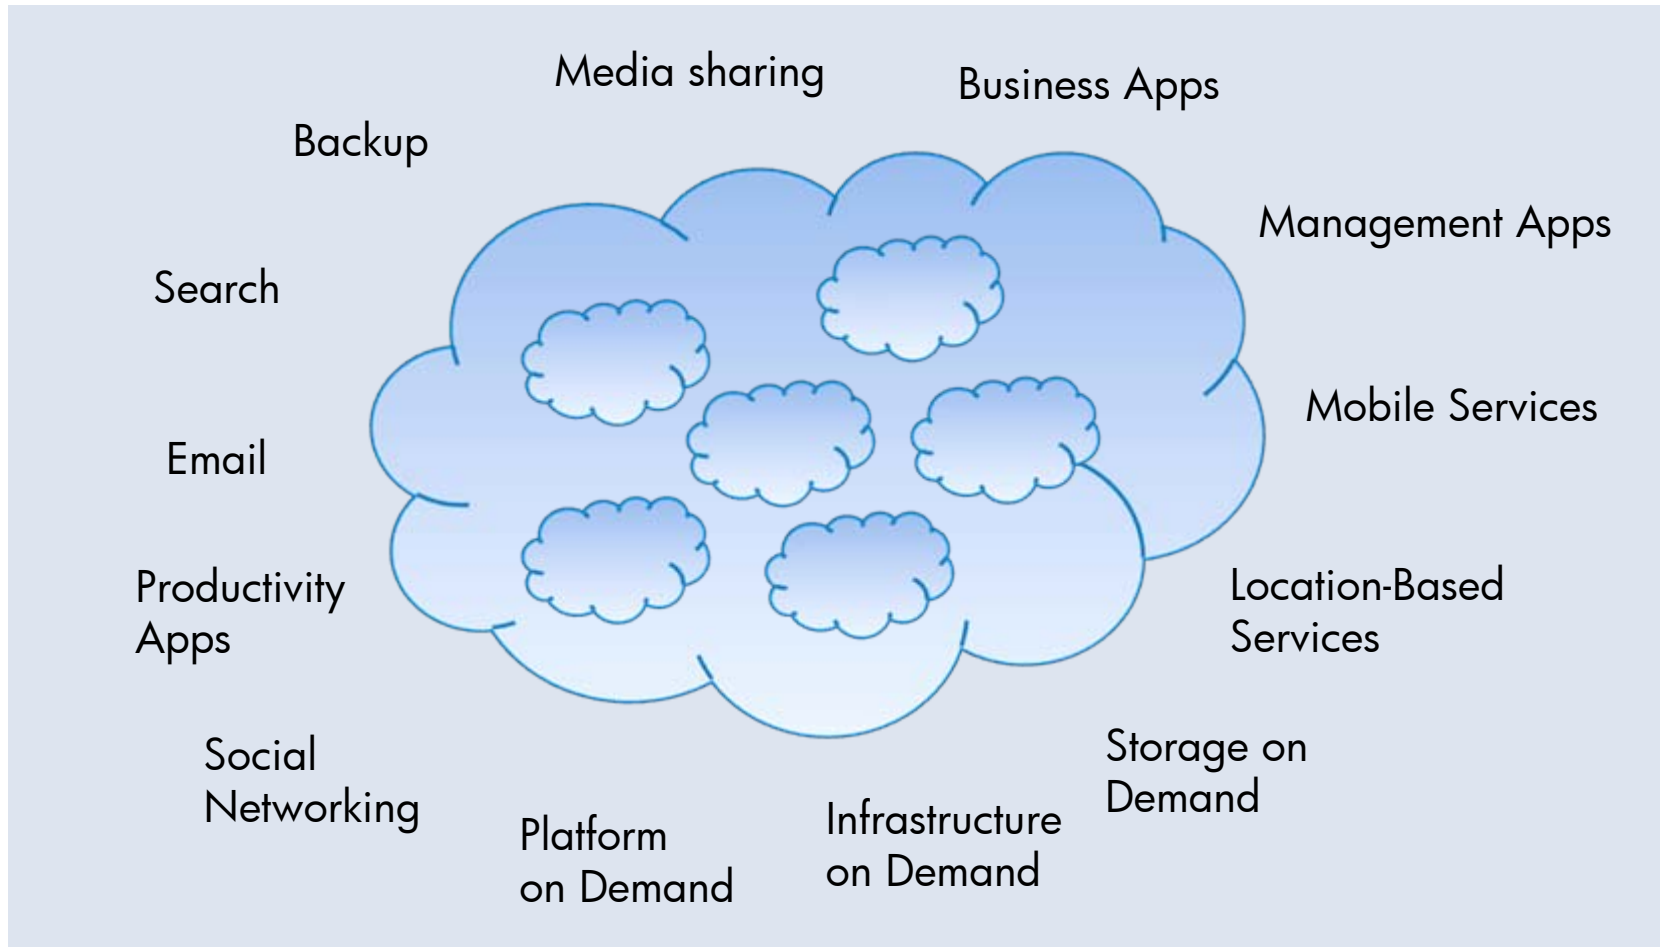 Media sharing
Business Apps
Backup
Management Apps
Search
Mobile Services
Email
Productivity
Apps
Location-Based
Services
Social
Networking
Storage on
Demand
Platform
on Demand
Infrastructure
on Demand